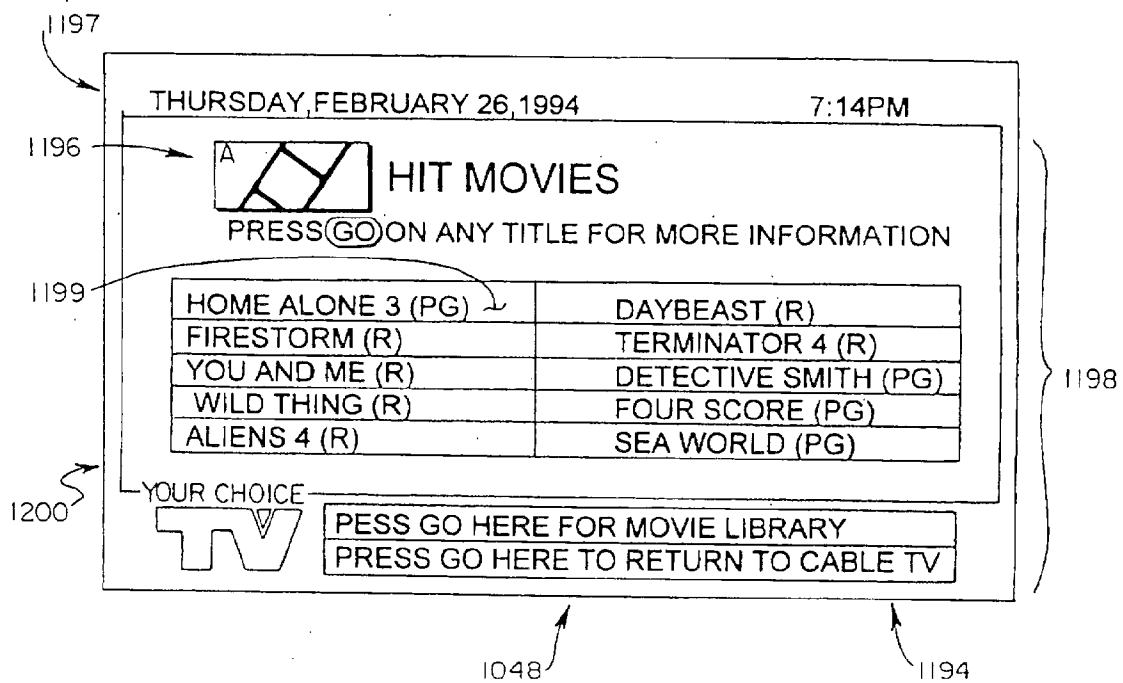 1197
THURSDAY,FEBRUARY 26,1994 7:14PM
1196
A
HIT MOVIES
PRESS GO ON ANY TITLE FOR MORE INFORMATION
1199
HOME ALONE 3 (PG) DAYBEAST (R)
FIRESTORM (R) TERMINATOR 4 (R)
YOU AND ME (R) DETECTIVE SMITH (PG)
1198
WILD THING (R) FOUR SCORE (PG)
ALIENS 4 (R) SEA WORLD (PG)
1200
YOUR CHOICE
TV
PESS GO HERE FOR MOVIE LIBRARY
PRESS GO HERE TO RETURN TO CABLE TV
1048 1194